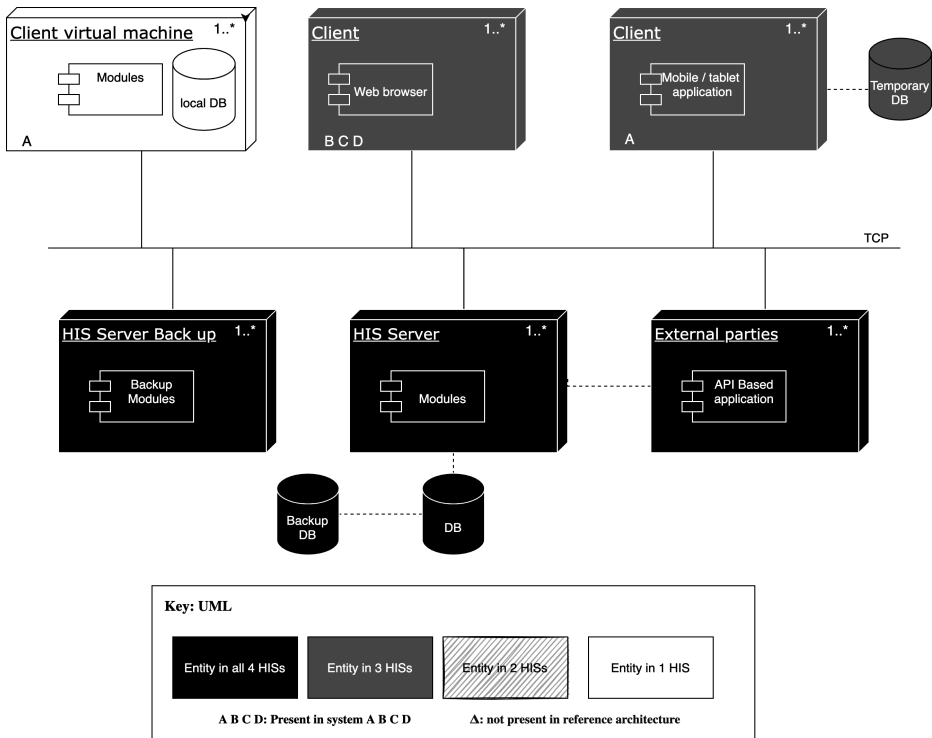 Client virtual machine 1..*
Modules
local DB
A
Client 1..*
Web browser
B C D
Client 1..*
Mobile / tablet
application
A
Temporary
DB
TCP
HIS Server Back up 1..*
Backup
Modules
HIS Server 1..*
Modules
External parties 1..*
API Based
application
Backup
DB
DB
Key: UML
Entity in all 4 HISs
Entity in 3 HISs
Entity in 2 HISs
Entity in 1 HIS
A B C D: Present in system A B C D
Δ: not present in reference architecture